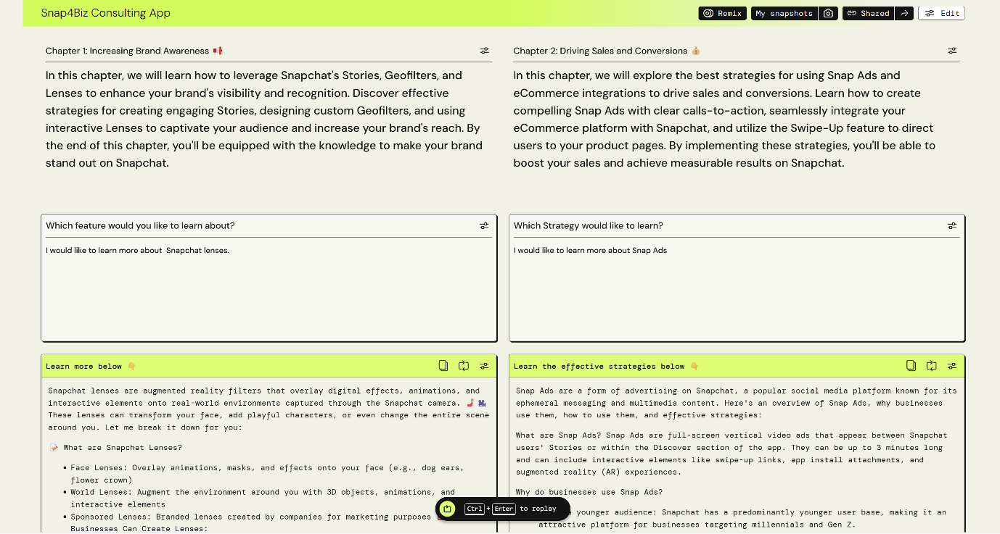 Snap4Biz Consulting App
Remix
My snapshots
Shared
Edit
Chapter 1: Increasing Brand Awareness
In this chapter, we will learn how to leverage Snapchat's Stories, Geofilters, and
Lenses to enhance your brand's visibility and recognition. Discover effective
strategies for creating engaging Stories, designing custom Geofilters, and using
interactive Lenses to captivate your audience and increase your brand's reach. By
the end of this chapter, you'll be equipped with the knowledge to make your brand
stand out on Snapchat.
Chapter 2: Driving Sales and Conversions
In this chapter, we will explore the best strategies for using Snap Ads and
eCommerce integrations to drive sales and conversions. Learn how to create
compelling Snap Ads with clear calls-to-action, seamlessly integrate your
eCommerce platform with Snapchat, and utilize the Swipe-Up feature to direct
users to your product pages. By implementing these strategies, you'll be able to
boost your sales and achieve measurable results on Snapchat.
Which feature would you like to learn about?
I would like to learn more about  Snapchat lenses.
Which Strategy would like to learn?
I would like to learn more about Snap Ads
Learn more below
Snapchat lenses are augmented reality filters that overlay digital effects, animations, and
interactive elements onto real-world environments captured through the Snapchat camera.
These lenses can transform your face, add playful characters, or even change the entire scene
around you. Let me break it down for you:
What are Snapchat Lenses?
• Face Lenses: Overlay animations, masks, and effects onto your face (e.g., dog ears,
flower crown)
• World Lenses: Augment the environment around you with 3D objects, animations, and
interactive elements
• Sponsored Lenses: Branded lenses created by companies for marketing purposes
Businesses Can Create Lenses:
Learn the effective strategies below
Snap Ads are a form of advertising on Snapchat, a popular social media platform known for its
ephemeral messaging and multimedia content. Here's an overview of Snap Ads, why businesses
use them, how to use them, and effective strategies:
What are Snap Ads? Snap Ads are full-screen vertical video ads that appear between Snapchat
users' Stories or within the Discover section of the app. They can be up to 3 minutes long
and can include interactive elements like swipe-up links, app install attachments, and
augmented reality (AR) experiences.
Why do businesses use Snap Ads?
younger audience: Snapchat has a predominantly younger user base, making it an
attractive platform for businesses targeting millennials and Gen Z.
Ctrl + Enter to replay